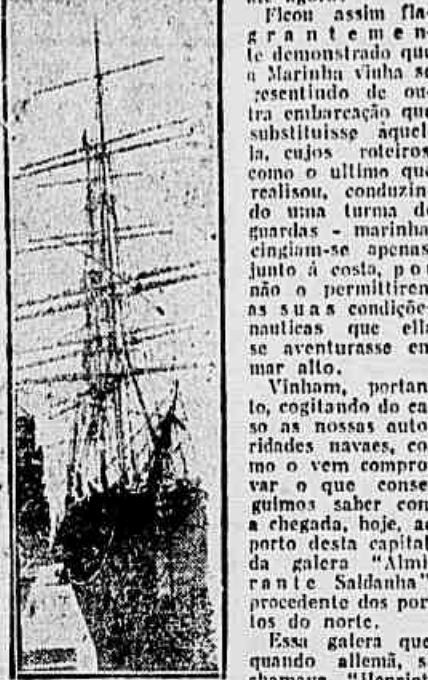 Ficou assim fla-
grantemen-
te demonstrado que
a Marinha vinha se
resentindo de ou-
tra embarcação que
substituisse aquel-
la, cujos roteiros
como o ultimo que
realisou, conduzin-
do uma turma de
guardas - marinha
cingiam-se apenas
junto á costa, por
não o permittirem
as suas condições
nauticas que ella
se aventurasse em
mar alto.
Vinham, portan-
to, cogitando do ca-
so as nossas auto-
ridades navaes, co-
mo o vem compro-
var o que conse-
guimos saber com
a chegada, hoje, ao
porto desta capital
da galera "Almi-
rante Saldanha"
procedente dos por-
tos do norte.
Essa galera que
quando allemã, se
chamava